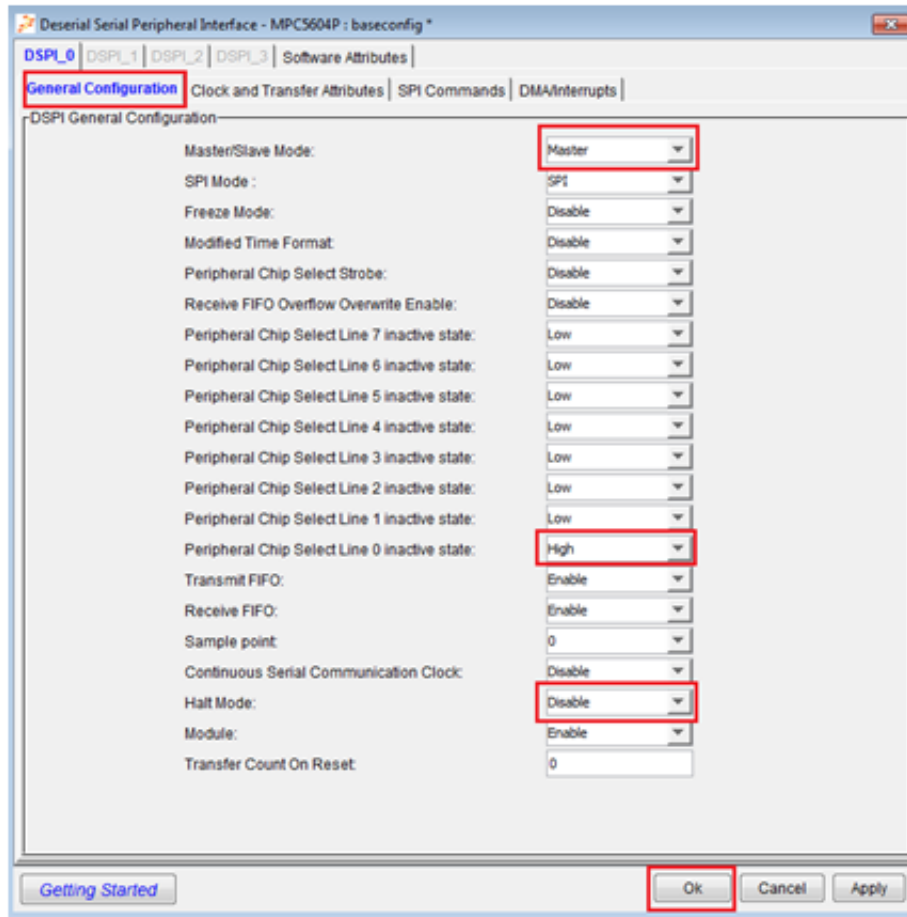 Deserial Serial Peripheral Interface - MPC5604P : baseconfig *
DSPI_0 DSPI_1 DSPI_2 DSPI_3 Software Attributes
General Configuration Clock and Transfer Attributes SPI Commands DMA/Interrupts
DSPI General Configuration
Master/Slave Mode: Master
SPI Mode : SPI
Freeze Mode: Disable
Modified Time Format: Disable
Peripheral Chip Select Strobe: Disable
Receive FIFO Overflow Overwrite Enable: Disable
Peripheral Chip Select Line 7 inactive state: Low
Peripheral Chip Select Line 6 inactive state: Low
Peripheral Chip Select Line 5 inactive state: Low
Peripheral Chip Select Line 4 inactive state: Low
Peripheral Chip Select Line 3 inactive state: Low
Peripheral Chip Select Line 2 inactive state: Low
Peripheral Chip Select Line 1 inactive state: Low
Peripheral Chip Select Line 0 inactive state: High
Transmit FIFO: Enable
Receive FIFO: Enable
Sample point: 0
Continuous Serial Communication Clock: Disable
Halt Mode: Disable
Module: Enable
Transfer Count On Reset: 0
Getting Started Ok Cancel Apply